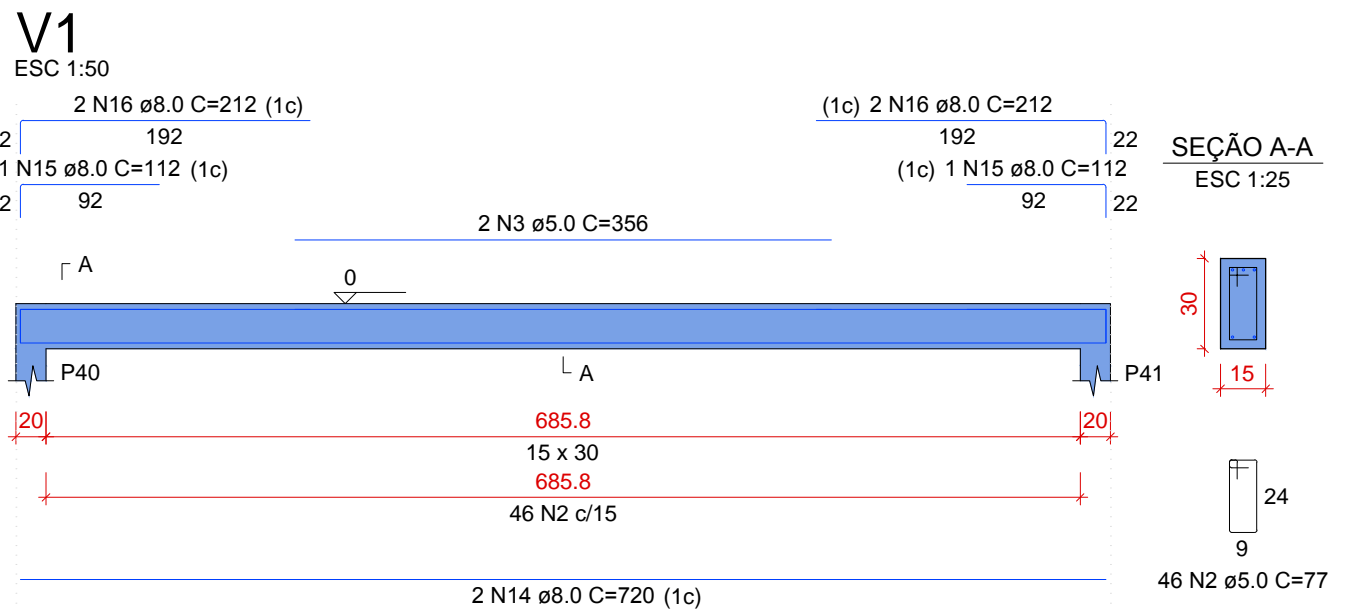 V1
ESC 1:50
2 N16 ø8.0 C=212 (1c)
(1c) 2 N16 ø8.0 C=212
2
192
192
22
1 N15 ø8.0 C=112 (1c)
(1c) 1 N15 ø8.0 C=112
2
92
92
22
SEÇÃO A-A
ESC 1:25
2 N3 ø5.0 C=356
A
0
30
P40
A
P41
15
20
685.8
20
15 x 30
685.8
46 N2 c/15
24
9
46 N2 ø5.0 C=77
2 N14 ø8.0 C=720 (1c)